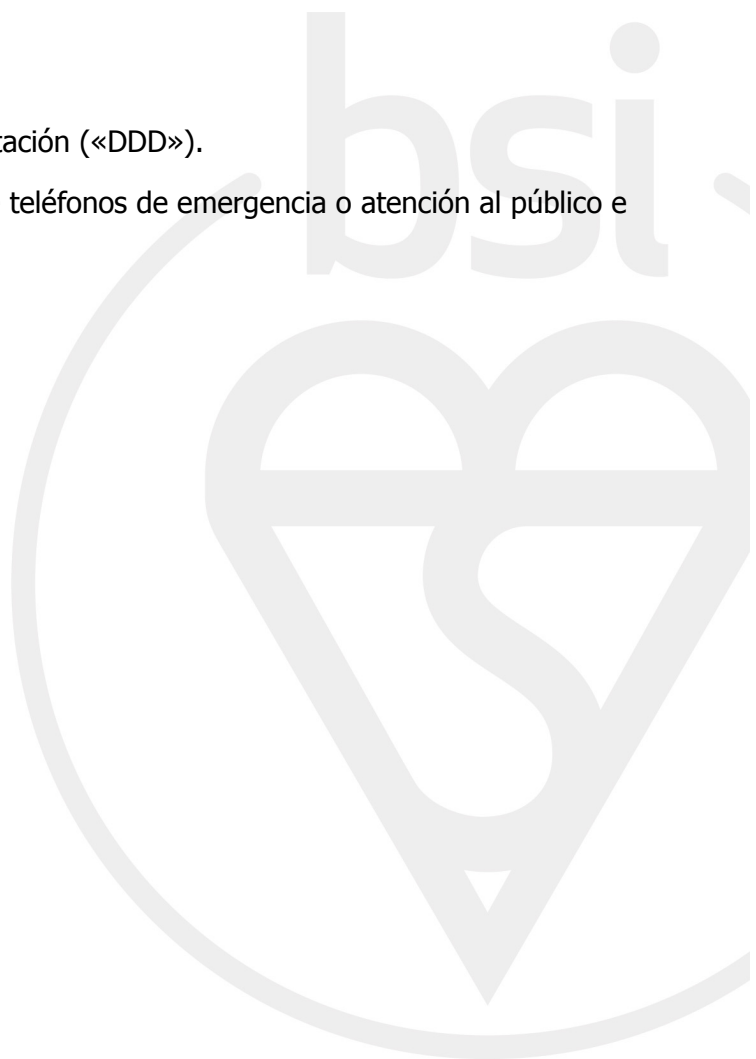 bsi
tación («DDD»).
teléfonos de emergencia o atención al público e